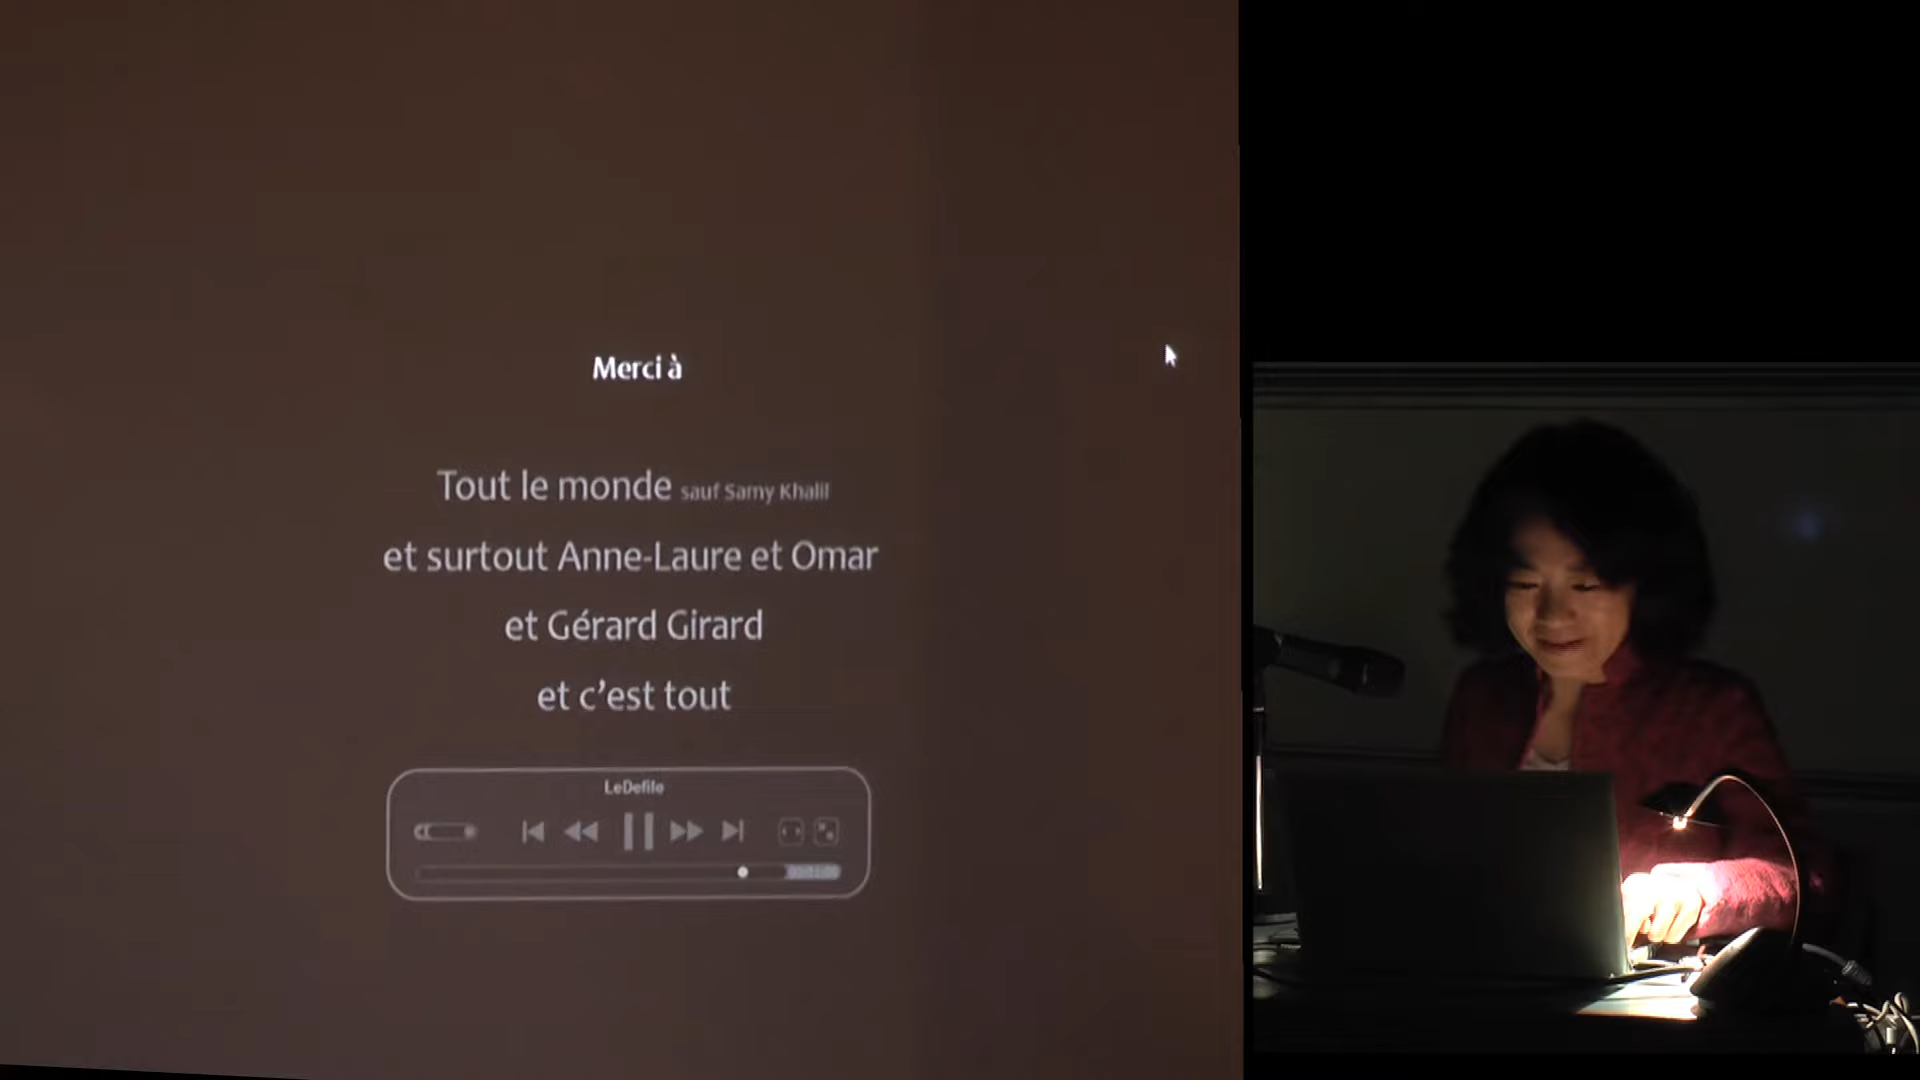 Merci à
Tout le monde sauf Samy Khalil
et surtout Anne-Laure et Omar
et Gérard Girard
et c'est tout
LeDefile